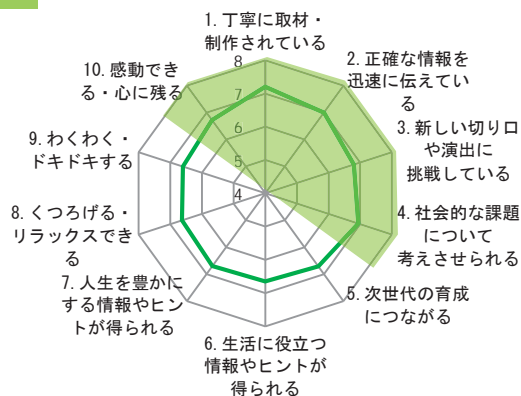 1.丁寧に取材・
制作されている
2.正確な情報を
迅速に伝えてい
る
3.新しい切り口
や演出に
挑戦している
4.社会的な課題
について
考えさせられる
5.次世代の育成
につながる
6.生活に役立つ
情報やヒントが
得られる
7.人生を豊かに
する情報やヒン
トが得られる
8.くつろげる・
リラックスでき
る
9.わくわく・
ドキドキする
10.感動でき
る・心に残る
8
7
6
5
4